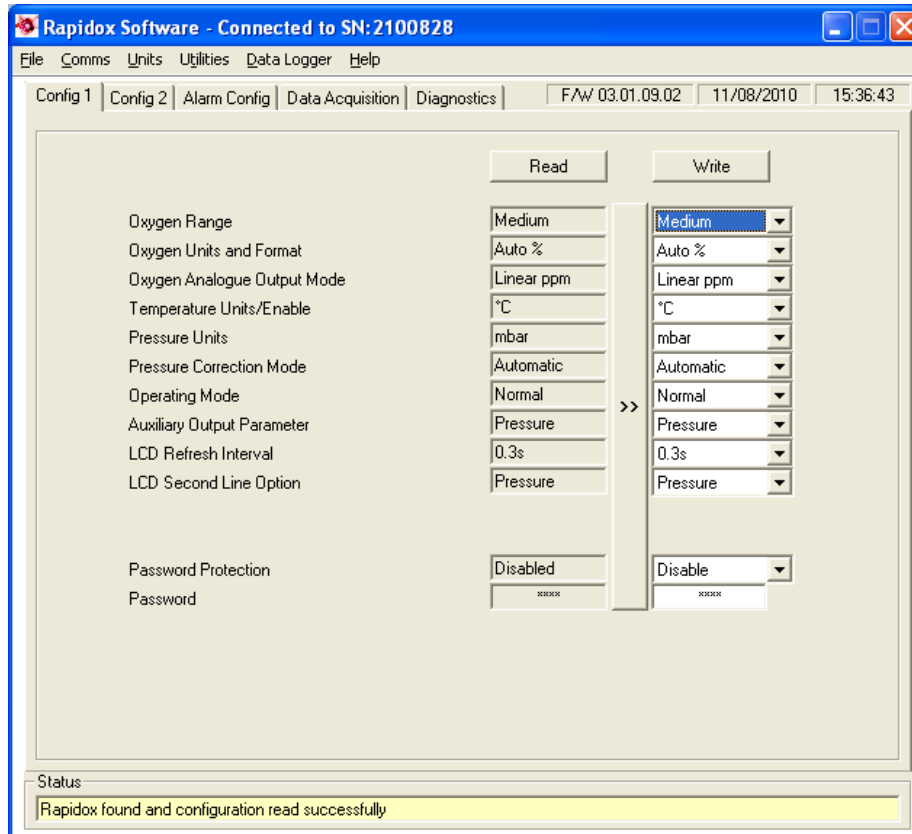 Rapidox Software - Connected to SN:2100828
File Comms Units Utilities Data Logger Help
Config 1 Config 2 Alarm Config Data Acquisition Diagnostics F/W 03.01.09.02 11/08/2010 15:36:43
Read Write
Oxygen Range Medium Medium
Oxygen Units and Format Auto % Auto %
Oxygen Analogue Output Mode Linear ppm Linear ppm
Temperature Units/Enable °C °C
Pressure Units mbar mbar
Pressure Correction Mode Automatic Automatic
Operating Mode Normal Normal
>>
Auxiliary Output Parameter Pressure Pressure
LCD Refresh Interval 0.3s 0.3s
LCD Second Line Option Pressure Pressure
Password Protection Disabled Disable
Password **** ****
Status
Rapidox found and configuration read successfully